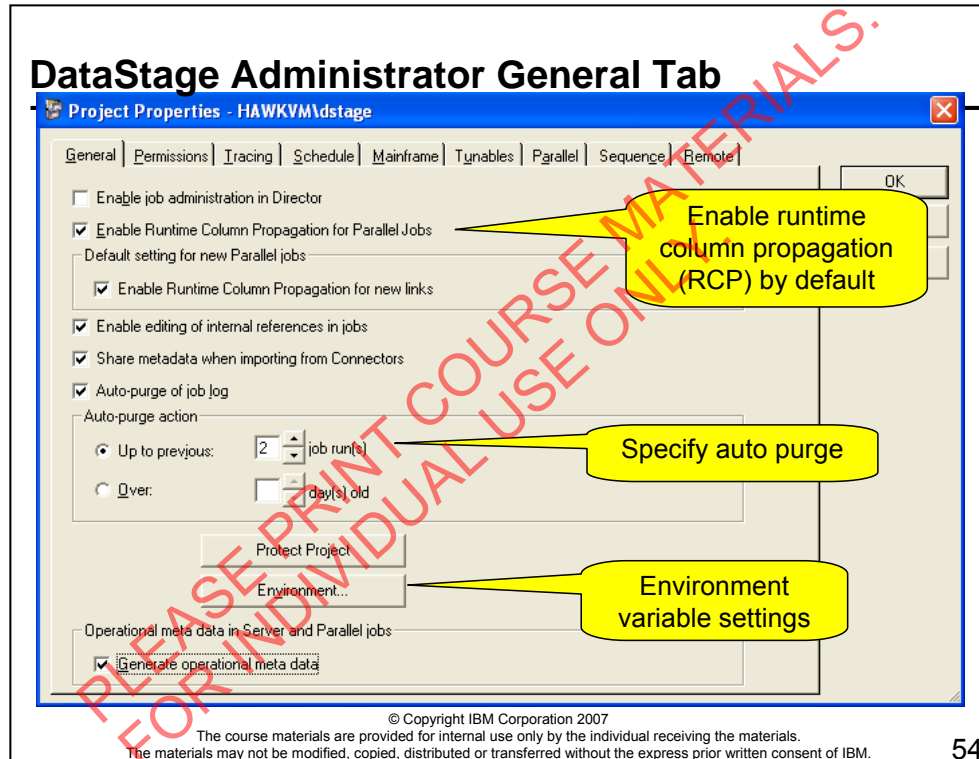 DataStage Administrator General Tab
Project Properties - HAWKVM\dstage
General Permissions Tracing Schedule Mainframe Tunables Parallel Sequence Remote
OK
Enable job administration in Director
Enable Runtime Column Propagation for Parallel Jobs
Default setting for new Parallel jobs
Enable Runtime Column Propagation for new links
Enable runtime
column propagation
(RCP) by default
Enable editing of internal references in jobs
Share metadata when importing from Connectors
Auto-purge of job log
Auto-purge action
Up to previous: 2 job run(s)
Over: day(s) old
Specify auto purge
Protect Project
Environment...
Environment
variable settings
Operational meta data in Server and Parallel jobs
Generate operational meta data
PLEASE PRINT COURSE MATERIALS.
FOR INDIVIDUAL USE ONLY.
© Copyright IBM Corporation 2007
The course materials are provided for internal use only by the individual receiving the materials.
The materials may not be modified, copied, distributed or transferred without the express prior written consent of IBM.
54